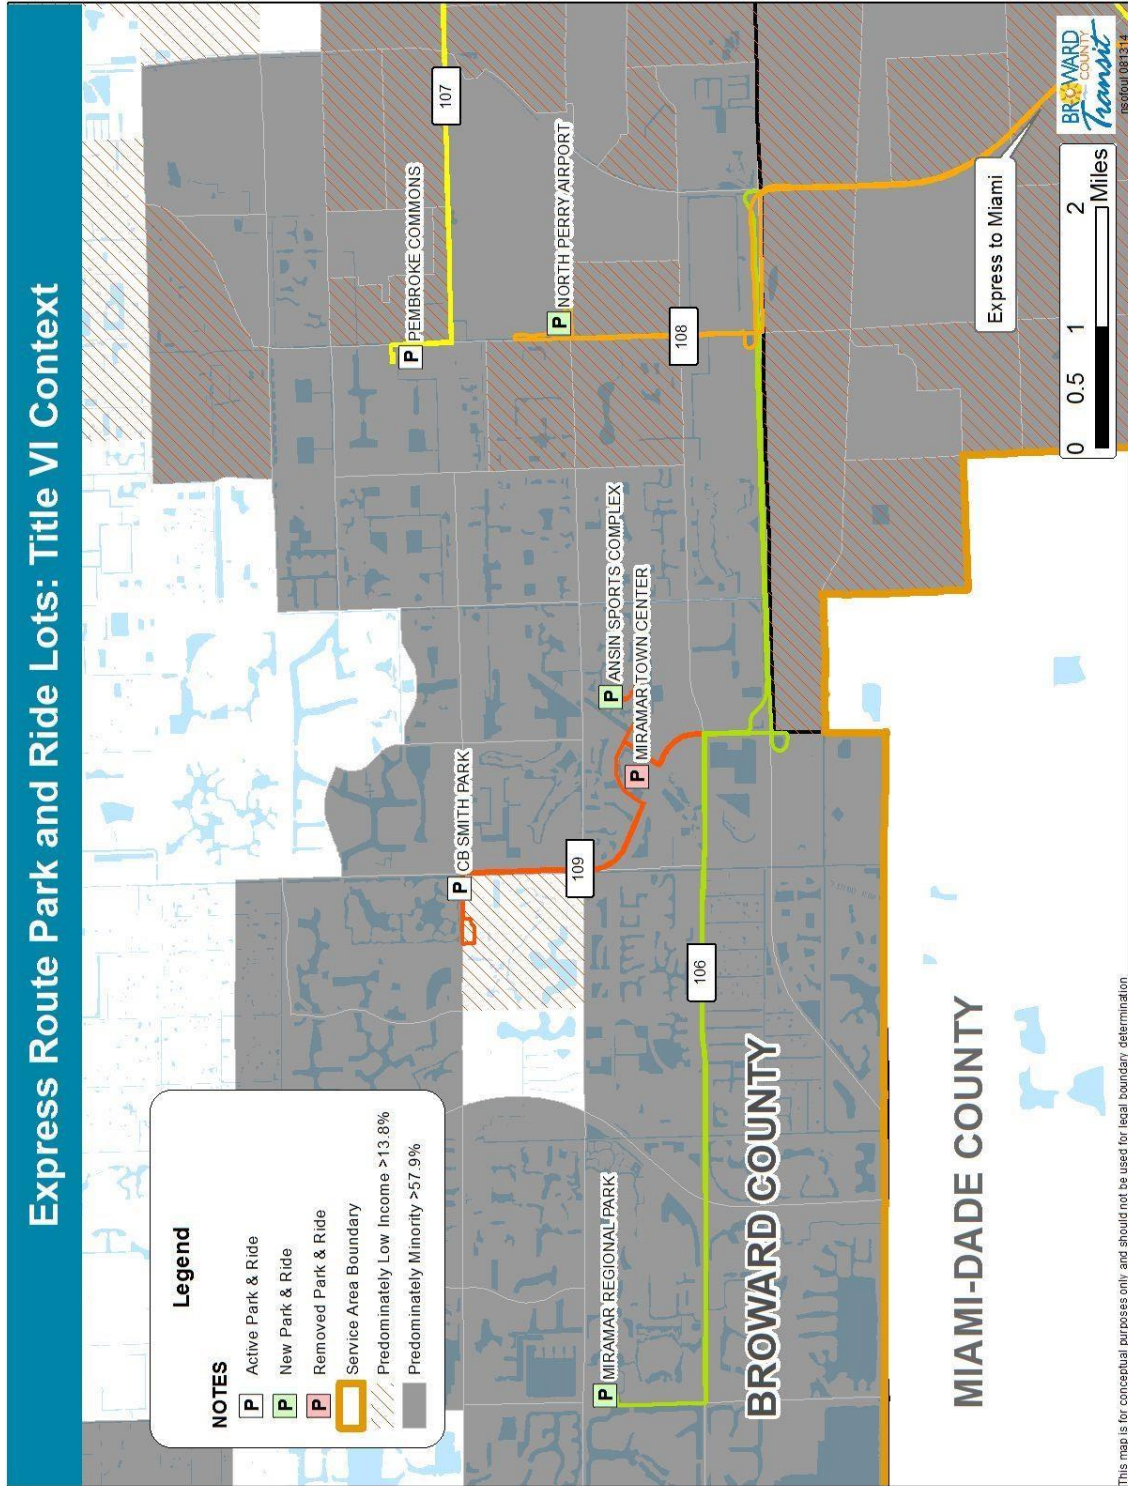 Express Route Park and Ride Lots: Title VI Context
Legend
NOTES
P Active Park & Ride
P New Park & Ride
P Removed Park & Ride
Service Area Boundary
Predominately Low Income >13.8%
Predominately Minority >57.9%
P CB SMITH PARK
P PEMBROKE COMMONS
107
109
P NORTH PERRY AIRPORT
P ANSIN SPORTS COMPLEX
P MIRAMAR TOWN CENTER
P MIRAMAR REGIONAL PARK
108
106
BROWARD COUNTY
MIAMI-DADE COUNTY
Express to Miami
0 0.5 1 2
Miles
BROWARD
COUNTY
Transit
nsofoul 081314
This map is for conceptual purposes only and should not be used for legal boundary determination